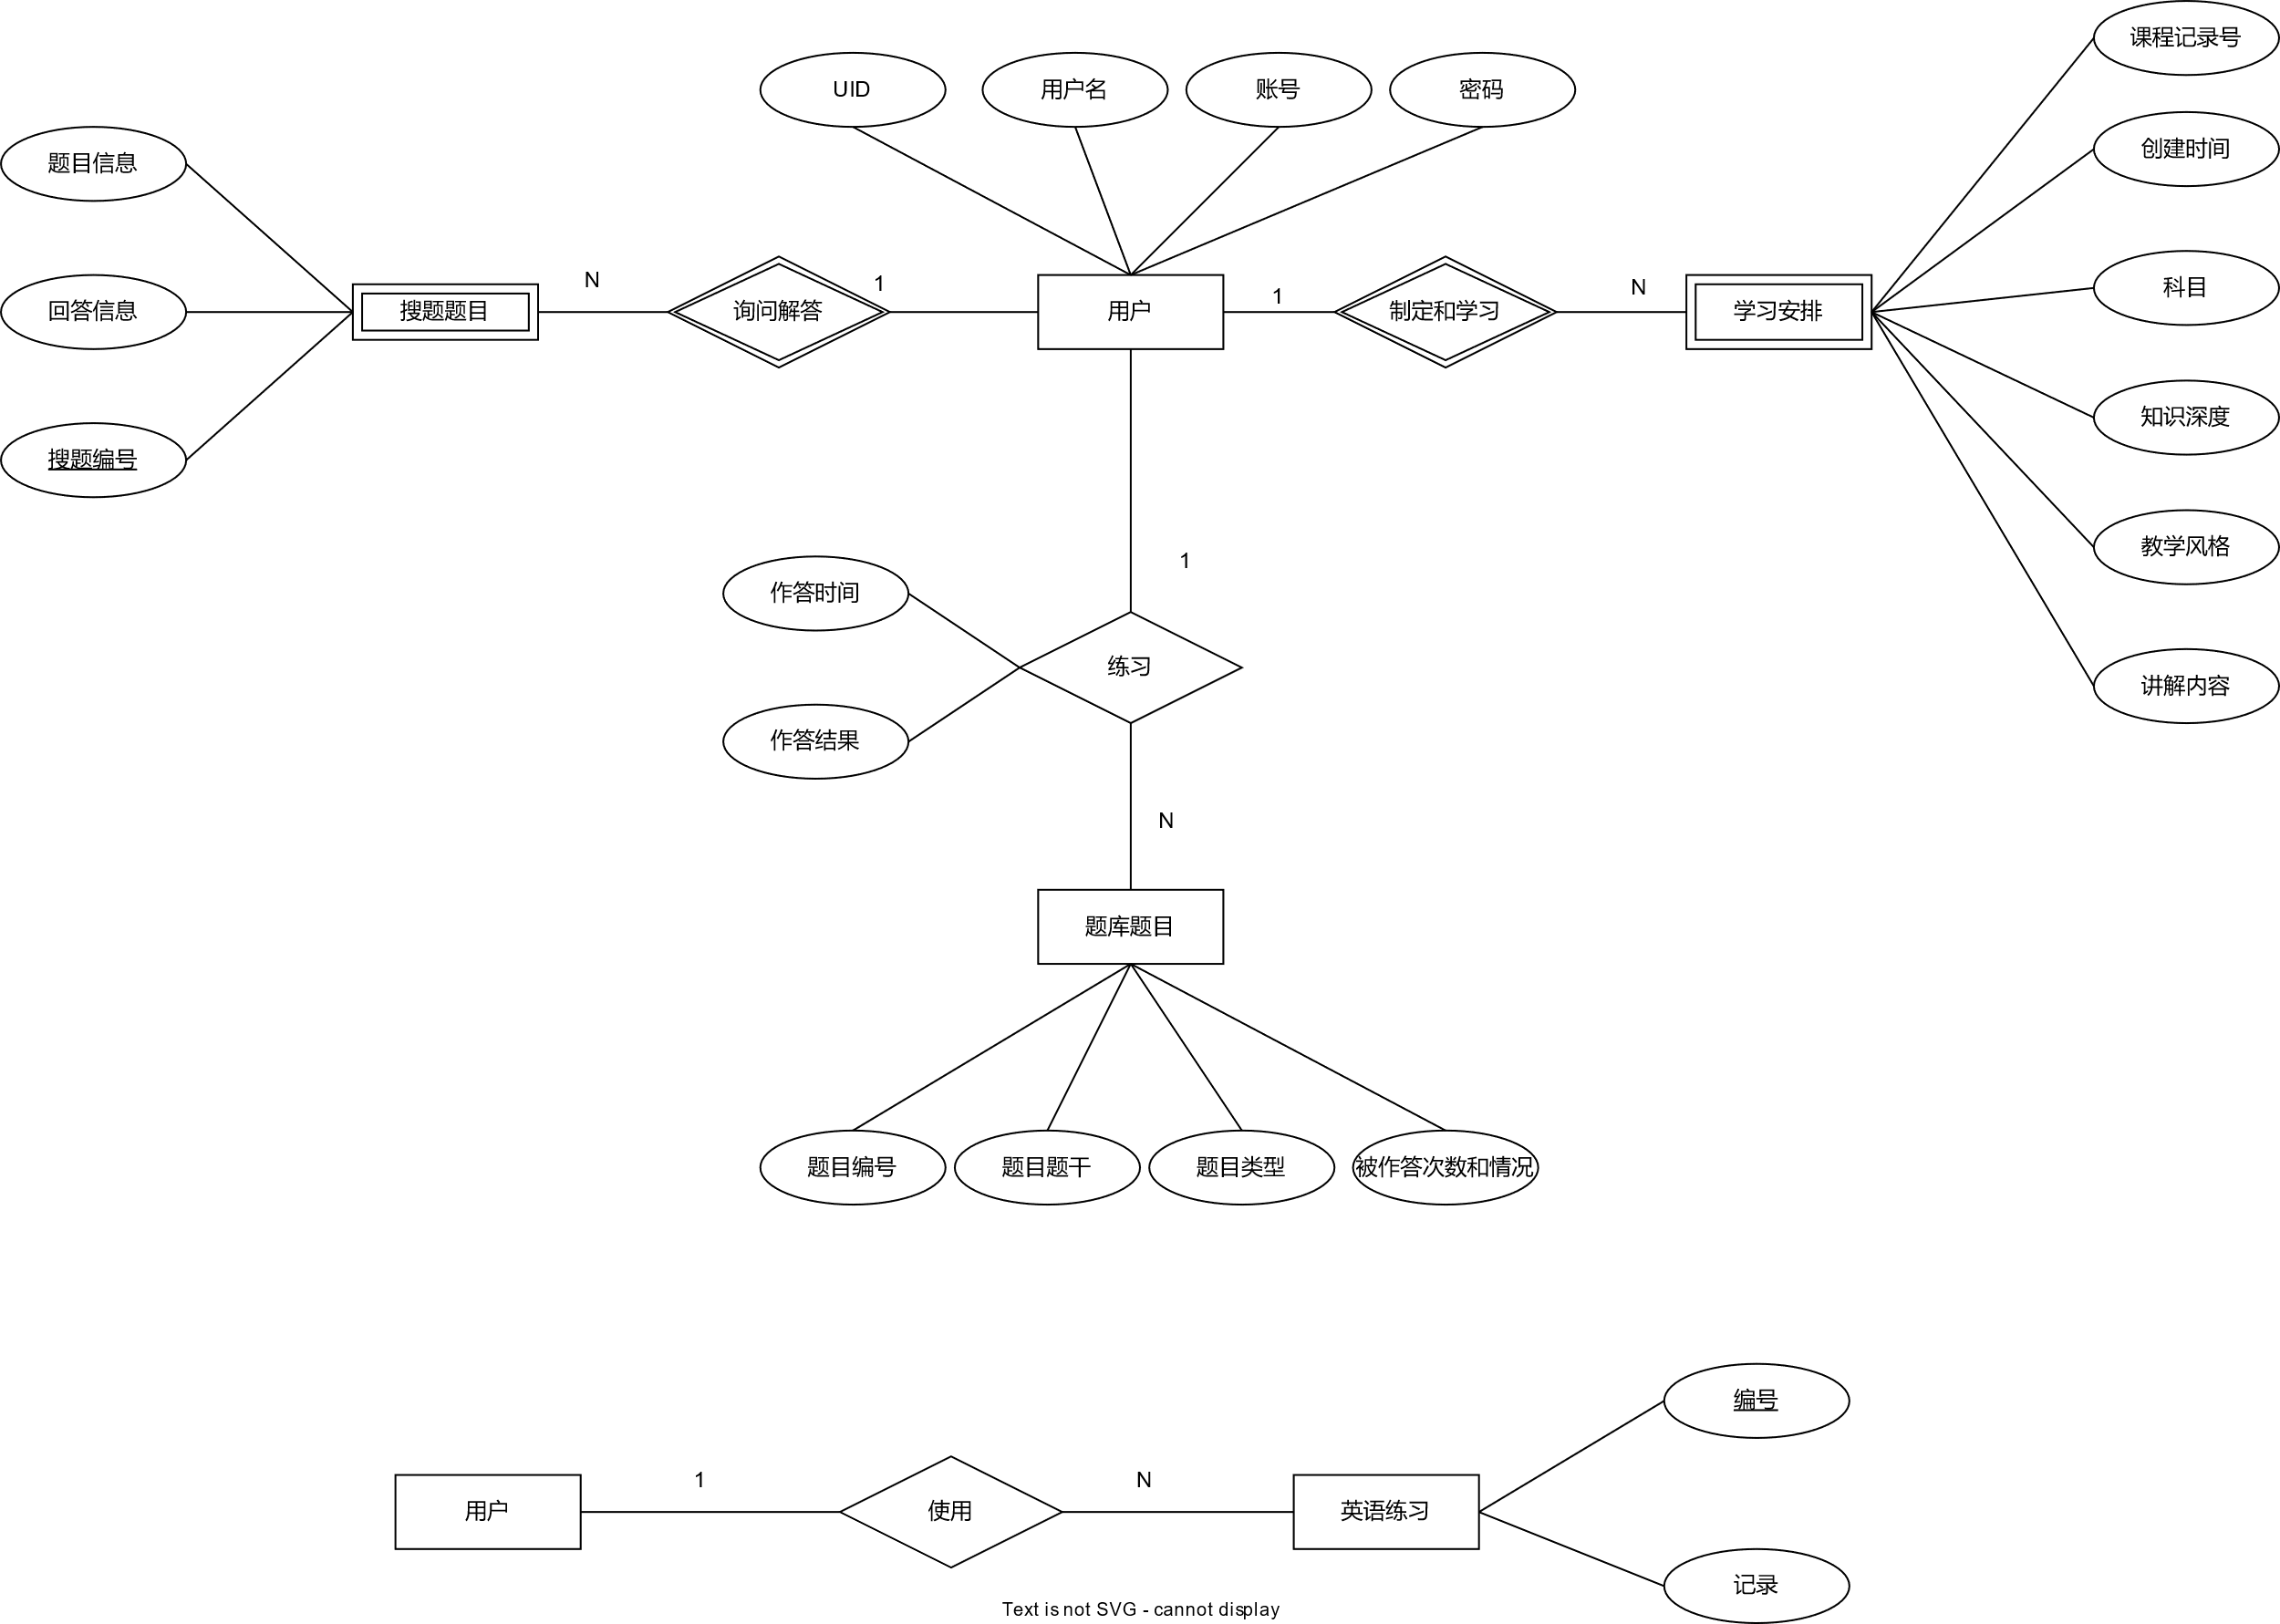 课程记录号
UID
用户名
账号
密码
创建时间
题目信息
科目
N
询问解答
1
用户
1
制定和学习
N
学习安排
搜题题目
回答信息
知识深度
搜题编号
教学风格
1
作答时间
练习
讲解内容
作答结果
N
题库题目
题目编号
题目题干
题目类型
被作答次数和情况
编号
用户
1
使用
N
英语练习
记录
Text is not SVG - cannot display